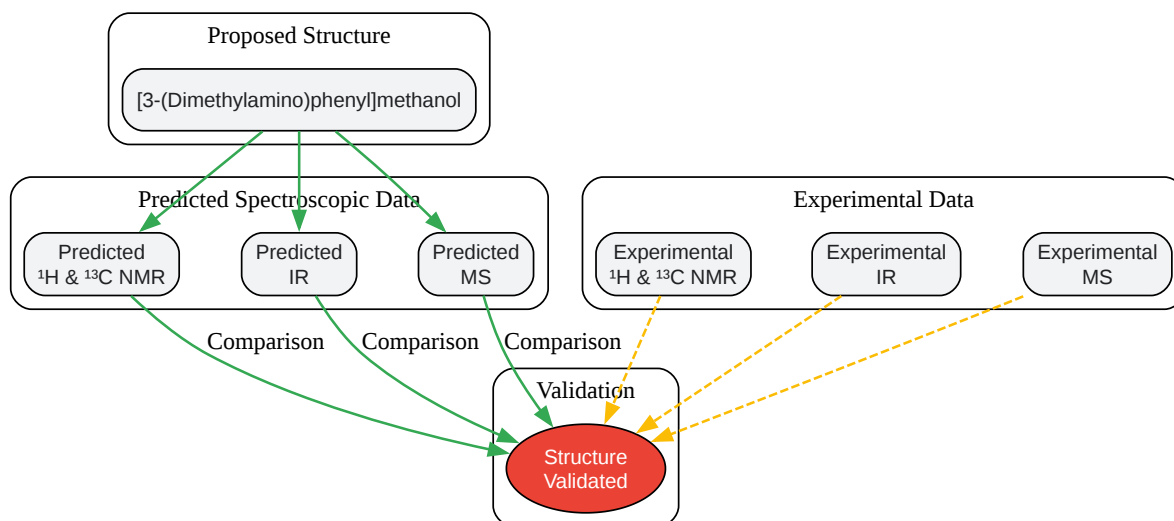 Proposed Structure
[3-(Dimethylamino)phenyl]methanol
Predicted Spectroscopic Data
Predicted
¹H & ¹³C NMR
Predicted
IR
Predicted
MS
Experimental Data
Experimental
¹H & ¹³C NMR
Experimental
IR
Experimental
MS
Comparison
Comparison
Comparison
Validation
Structure
Validated